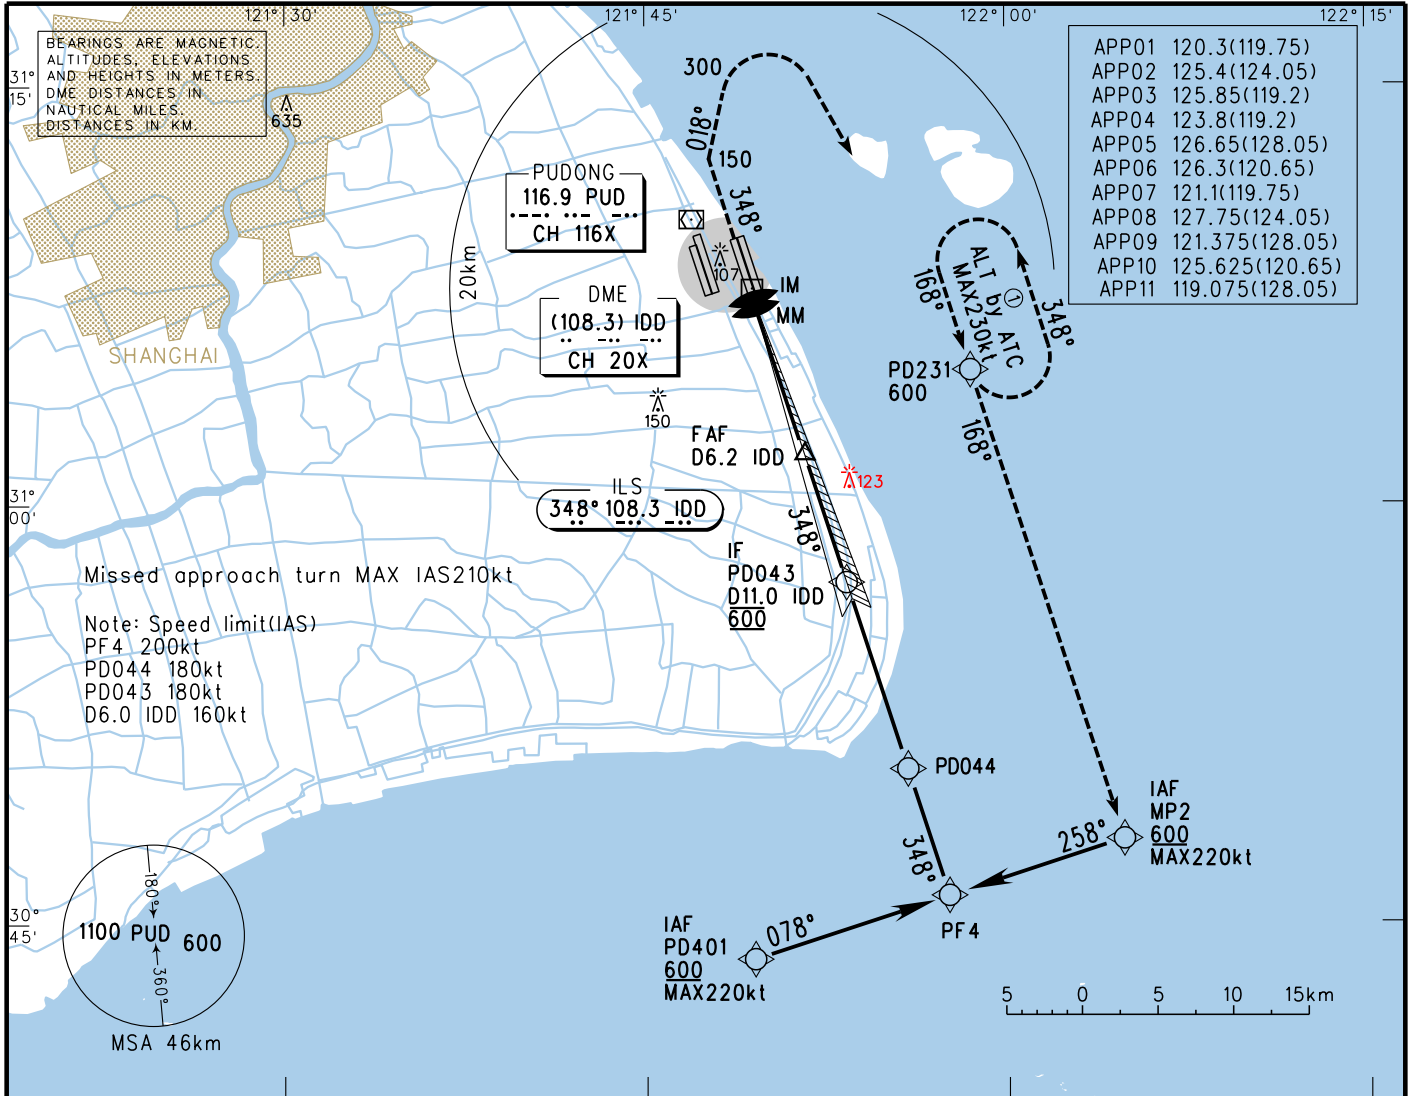 121° 30'
121° 45'
122° 00'
122° 15'
BEARINGS ARE MAGNETIC.
ALTITUDES, ELEVATIONS
AND HEIGHTS IN METERS.
DME DISTANCES IN
NAUTICAL MILES.
DISTANCES IN KM.
31°
15'
635
APP01 120.3(119.75)
APP02 125.4(124.05)
APP03 125.85(119.2)
APP04 123.8(119.2)
APP05 126.65(128.05)
APP06 126.3(120.65)
APP07 121.1(119.75)
APP08 127.75(124.05)
APP09 121.375(128.05)
APP10 125.625(120.65)
APP11 119.075(128.05)
300
018°
150
348°
PUDONG
116.9 PUD
CH 116X
107
IM
MM
20km
DME
(108.3) IDD
CH 20X
SHANGHAI
150
ALT by ATC
①
MAX230kt
168°
348°
PD231
600
168°
FAF
D6.2 IDD
123
ILS
348° 108.3 IDD
348°
31°
00'
IF
PD043
D11.0 IDD
600
Missed approach turn MAX IAS210kt
Note: Speed limit(IAS)
PF4 200kt
PD044 180kt
PD043 180kt
D6.0 IDD 160kt
PD044
348°
IAF
MP2
600
MAX220kt
258°
PF4
IAF
PD401
600
MAX220kt
078°
30°
45'
180°
1100 PUD 600
360°
MSA 46km
5 0 5 10 15km